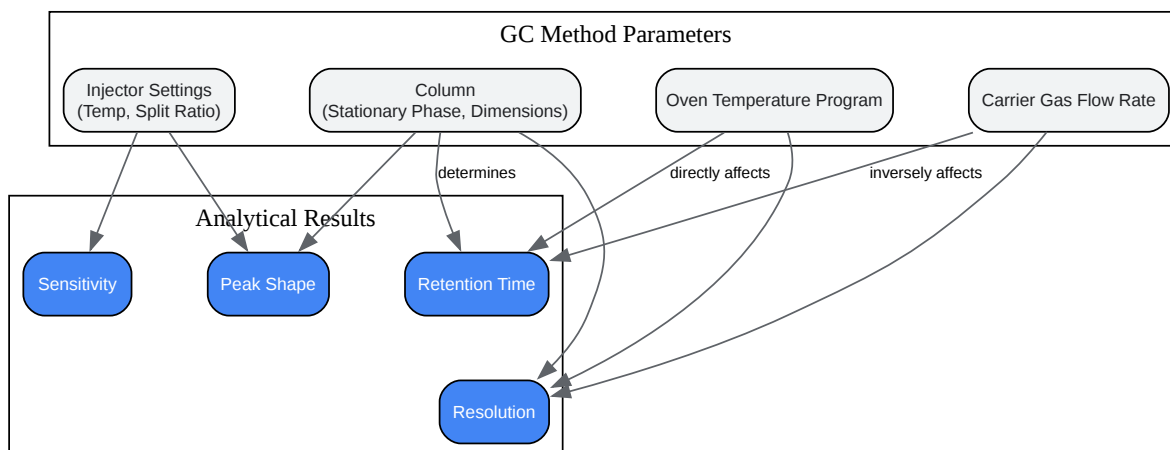 GC Method Parameters
Injector Settings
(Temp, Split Ratio)
Column
(Stationary Phase, Dimensions)
Oven Temperature Program
Carrier Gas Flow Rate
determines
directly affects
inversely affects
Analytical Results
Sensitivity
Peak Shape
Retention Time
Resolution